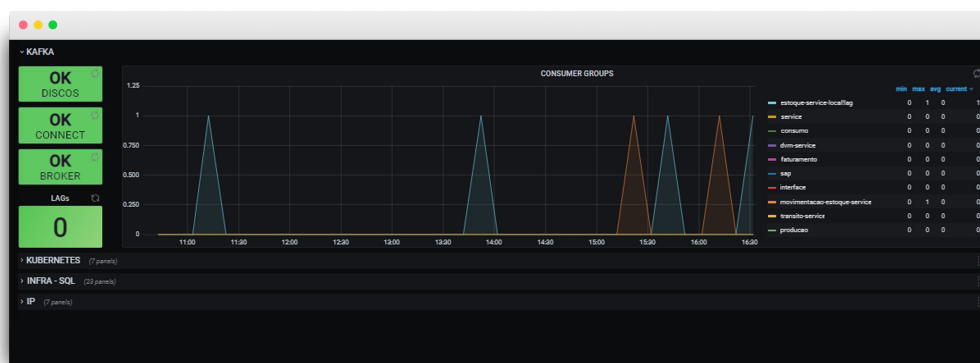 KAFKA
OK
DISCOS
OK
CONNECT
OK
BROKER
LAGs
0
CONSUMER GROUPS
1.25
1
0.750
0.500
0.250
0
11:00 11:30 12:00 12:30 13:00 13:30 14:00 14:30 15:00 15:30 16:00 16:30
min max avg current
estoque-service-local!lag 0 1 0 1
service 0 0 0 0
consumo 0 0 0 0
dvm-service 0 0 0 0
faturamento 0 0 0 0
sap 0 0 0 0
interface 0 0 0 0
movimentacao-estoque-service 0 1 0 0
transito-service 0 0 0 0
producao 0 0 0 0
KUBERNETES (7 panels)
INFRA - SQL (23 panels)
IP (7 panels)